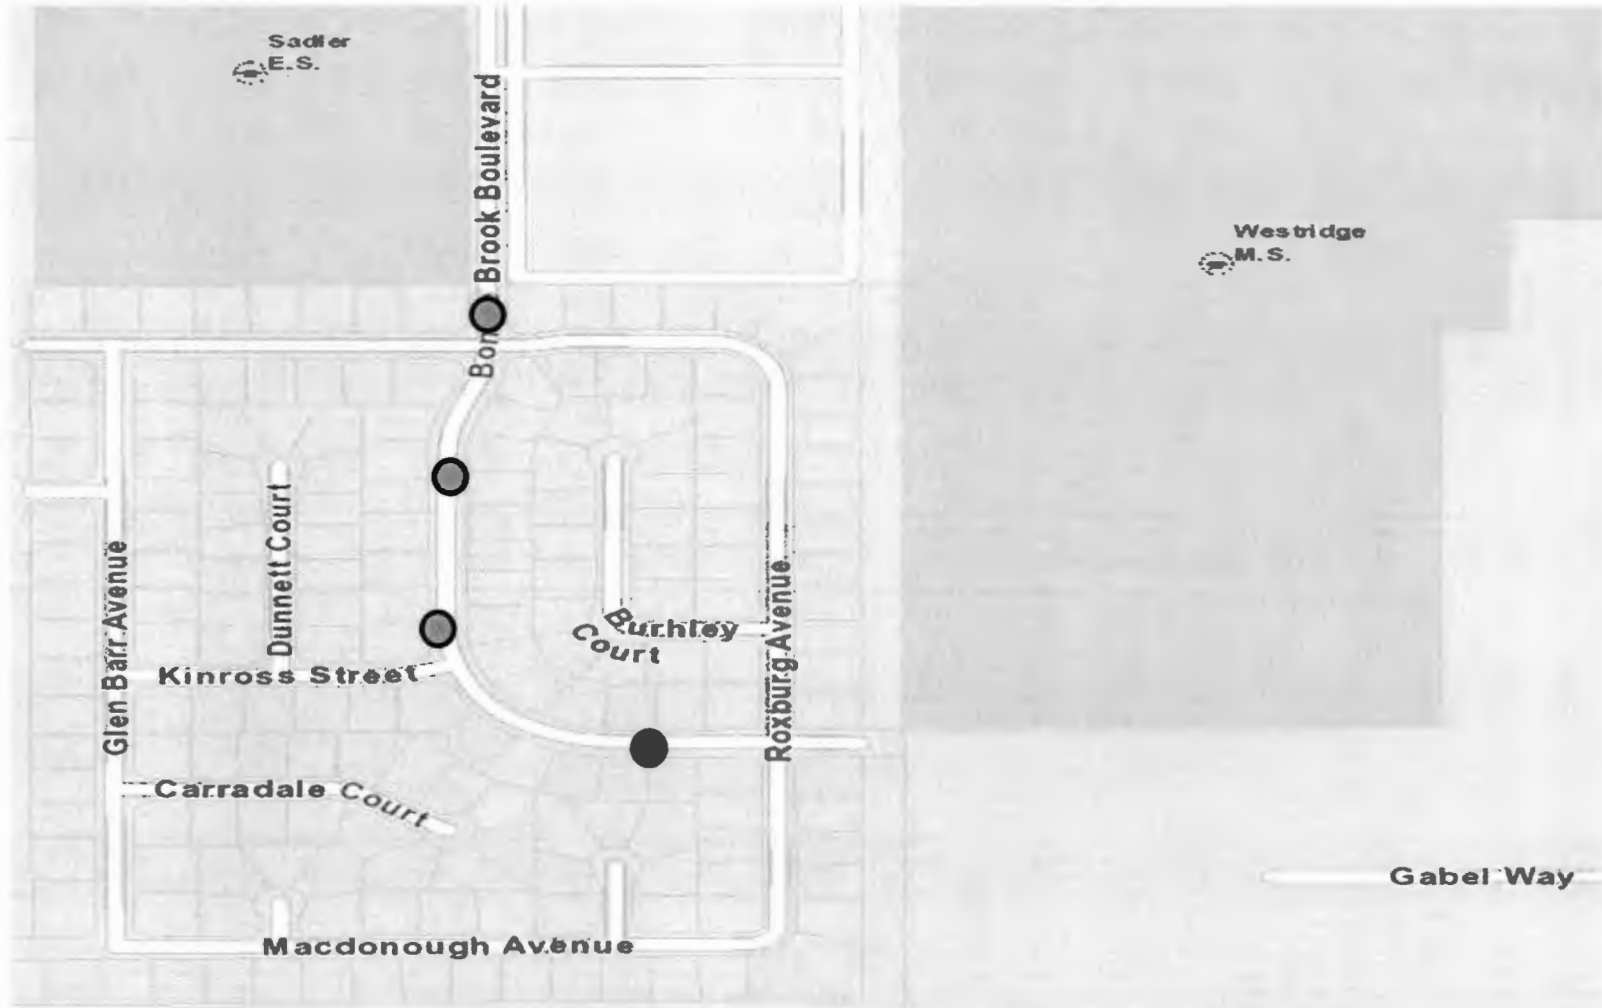 Sadler
E.S.
Brook Boulevard
Bon
Westridge
M.S.
Glen Barr Avenue
Dunnett Court
Kinross Street
Burhley
Court
Roxburg Avenue
Carradale Court
Gabel Way
Macdonough Avenue